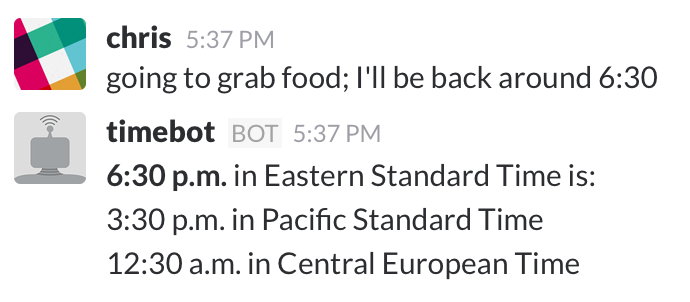 chris 5:37 PM
going to grab food; I'll be back around 6:30
timebot BOT 5:37 PM
6:30 p.m. in Eastern Standard Time is:
3:30 p.m. in Pacific Standard Time
12:30 a.m. in Central European Time